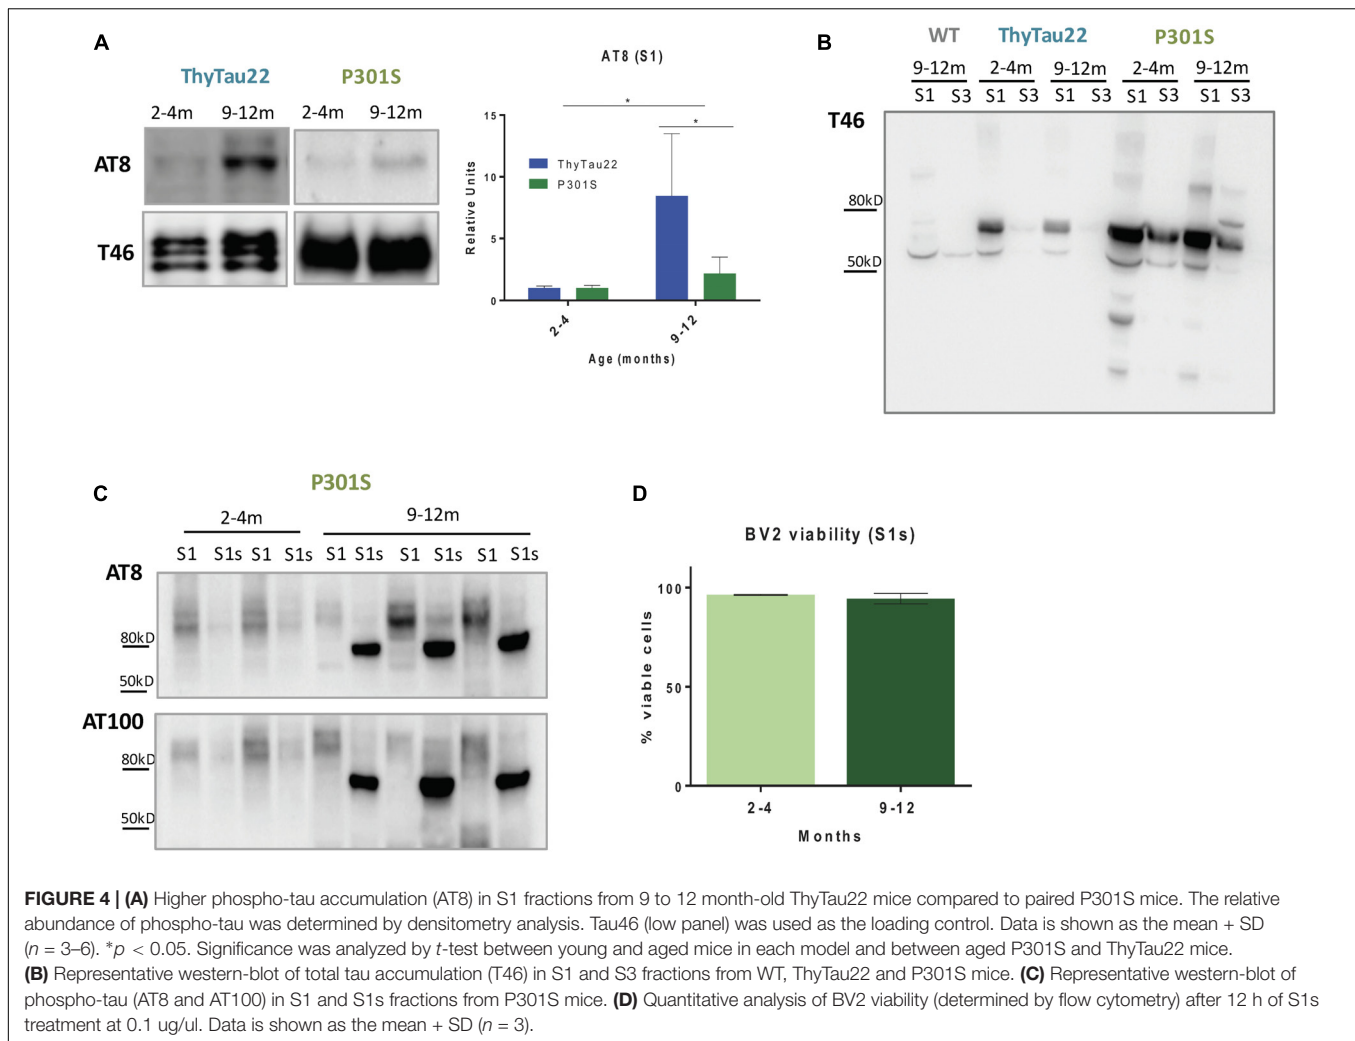 A
ThyTau22 P301S
2-4m 9-12m 2-4m 9-12m
AT8
T46
AT8 (S1)
*
*
15
10
5
0
Relative Units
ThyTau22
P301S
2-4
9-12
Age (months)
B
WT ThyTau22 P301S
9-12m 2-4m 9-12m 2-4m 9-12m
S1 S3 S1 S3 S1 S3 S1 S3 S1 S3
T46
80kD
50kD
C
P301S
2-4m 9-12m
S1 S1s S1 S1s S1 S1s S1 S1s S1 S1s
AT8
80kD
50kD
AT100
80kD
50kD
D
BV2 viability (S1s)
100
50
0
% viable cells
2-4 9-12
Months
FIGURE 4 | (A) Higher phospho-tau accumulation (AT8) in S1 fractions from 9 to 12 month-old ThyTau22 mice compared to paired P301S mice. The relative
abundance of phospho-tau was determined by densitometry analysis. Tau46 (low panel) was used as the loading control. Data is shown as the mean + SD
(n = 3–6). *p < 0.05. Significance was analyzed by t-test between young and aged mice in each model and between aged P301S and ThyTau22 mice.
(B) Representative western-blot of total tau accumulation (T46) in S1 and S3 fractions from WT, ThyTau22 and P301S mice. (C) Representative western-blot of
phospho-tau (AT8 and AT100) in S1 and S1s fractions from P301S mice. (D) Quantitative analysis of BV2 viability (determined by flow cytometry) after 12 h of S1s
treatment at 0.1 ug/ul. Data is shown as the mean + SD (n = 3).